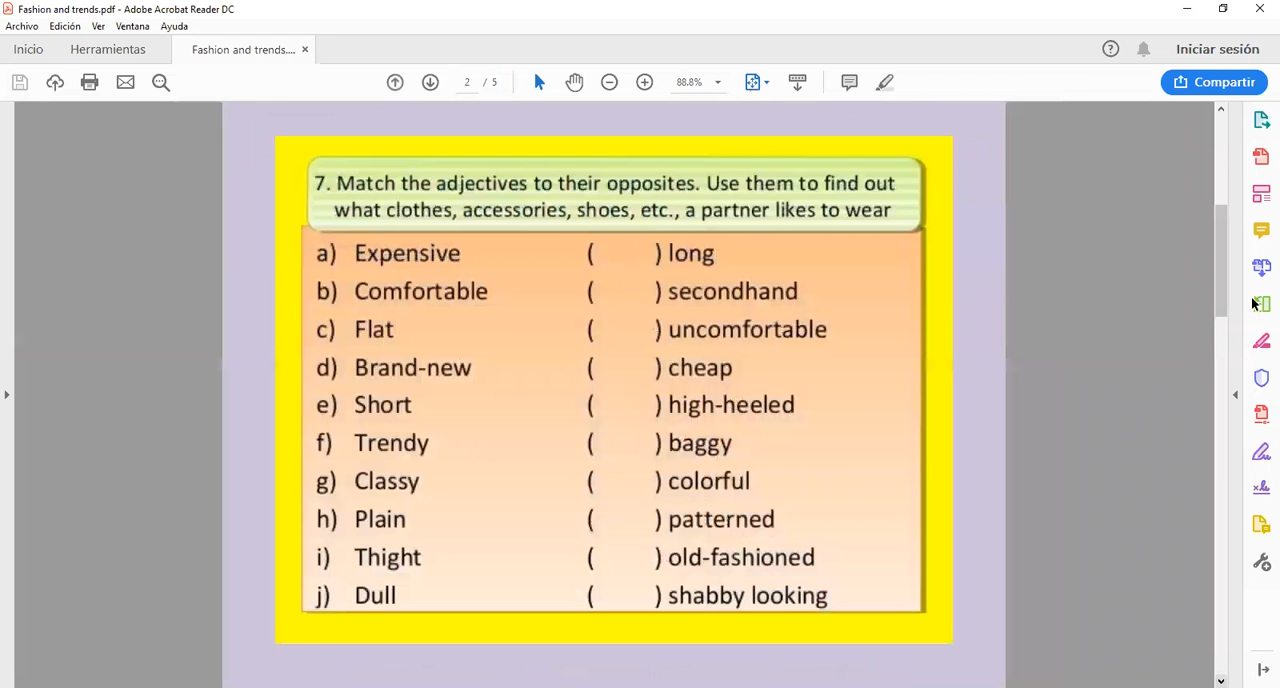 Fashion and trends.pdf - Adobe Acrobat Reader DC
Archivo Edición Ver Ventana Ayuda
Inicio Herramientas Fashion and trends.... × Iniciar sesión
2 / 5 88.8% Compartir
7. Match the adjectives to their opposites. Use them to find out
what clothes, accessories, shoes, etc., a partner likes to wear
a) Expensive ( ) long
b) Comfortable ( ) secondhand
c) Flat ( ) uncomfortable
d) Brand-new ( ) cheap
e) Short ( ) high-heeled
f) Trendy ( ) baggy
g) Classy ( ) colorful
h) Plain ( ) patterned
i) Thight ( ) old-fashioned
j) Dull ( ) shabby looking